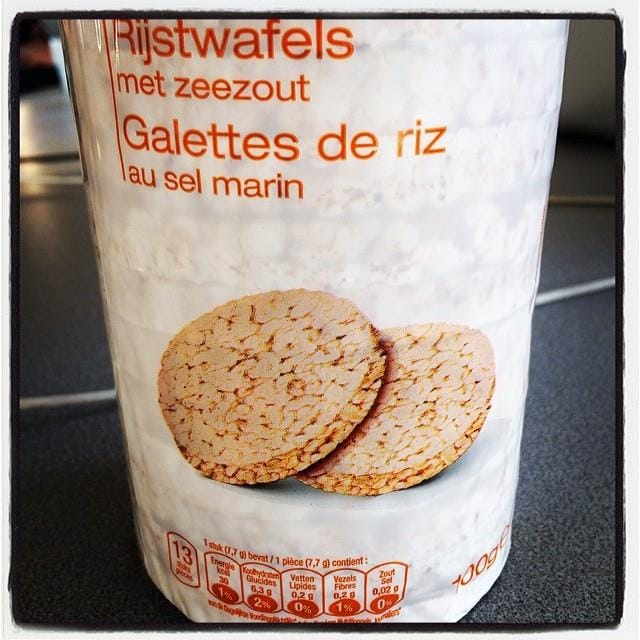 Rijstwafels
met zeezout
Galettes de riz
au sel marin
1 stuk (7,7 g) bevat / 1 pièce (7,7 g) contient :
13
stuks
pièces
Energie
kcal
30
1%
Koolhydraten
Glucides
6,3 g
2%
Vetten
Lipides
0,2 g
0%
Vezels
Fibres
0,2 g
1%
Zout
Sel
0,02 g
0%
100g e